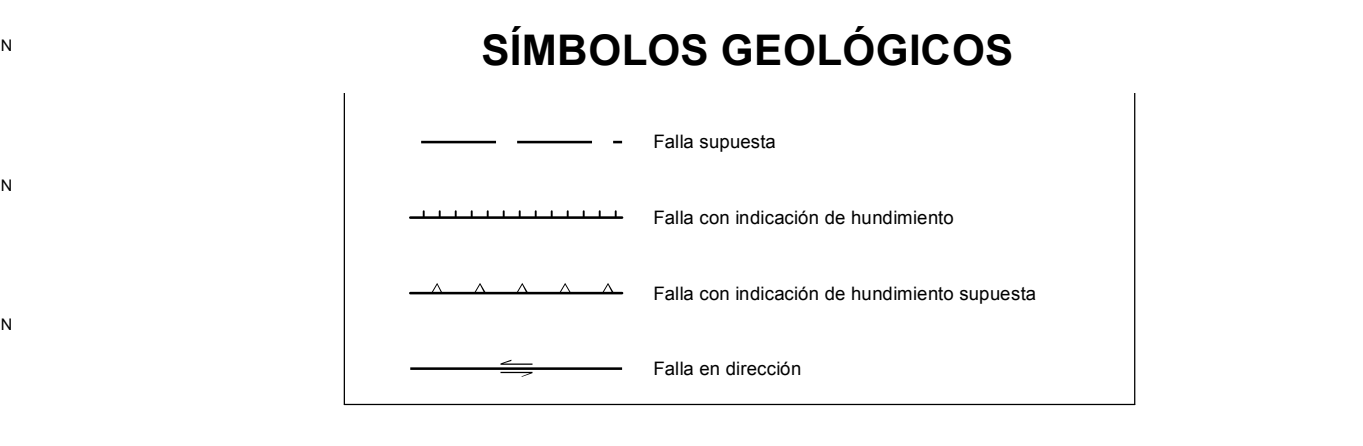 N
SÍMBOLOS GEOLÓGICOS
Falla supuesta
N
Falla con indicación de hundimiento
Falla con indicación de hundimiento supuesta
N
Falla en dirección